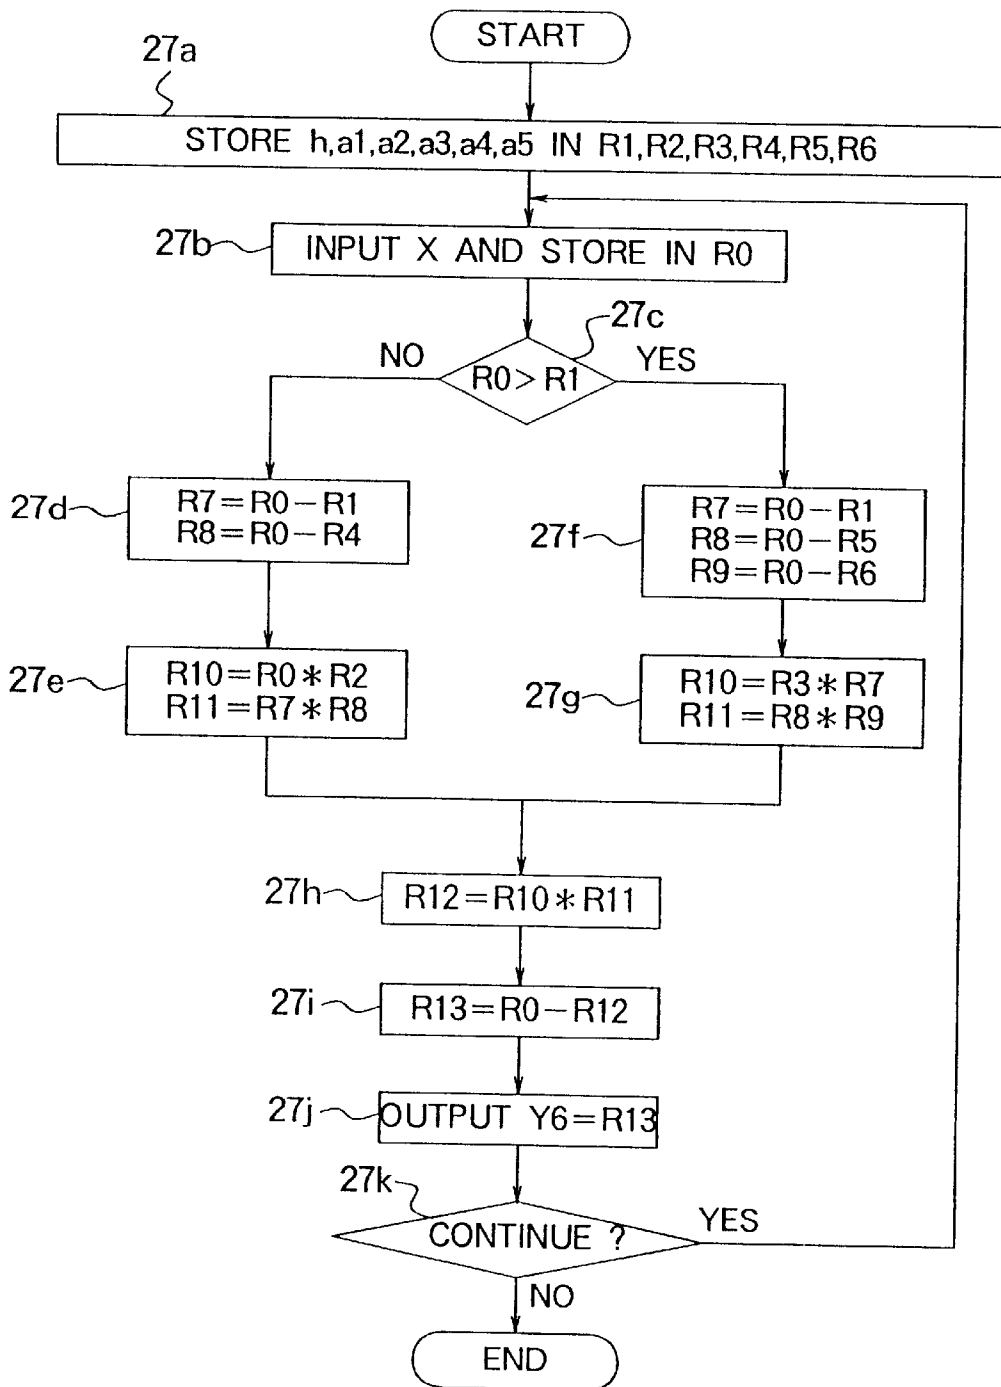 START
27a
STORE h,a1,a2,a3,a4,a5 IN R1,R2,R3,R4,R5,R6
27b
INPUT X AND STORE IN R0
27c
NO
YES
R0>R1
27d
R7=R0-R1
R8=R0-R4
27f
R7=R0-R1
R8=R0-R5
R9=R0-R6
27e
R10=R0*R2
R11=R7*R8
27g
R10=R3*R7
R11=R8*R9
27h
R12=R10*R11
27i
R13=R0-R12
27j
OUTPUT Y6=R13
27k
CONTINUE ?
YES
NO
END